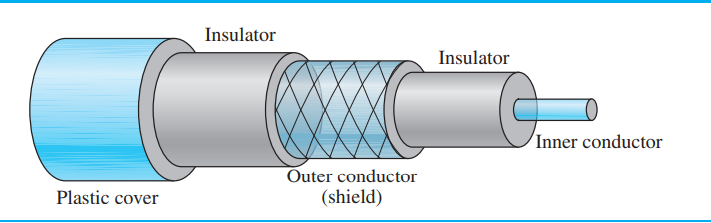 Insulator
Insulator
Inner conductor
Outer conductor
(shield)
Plastic cover